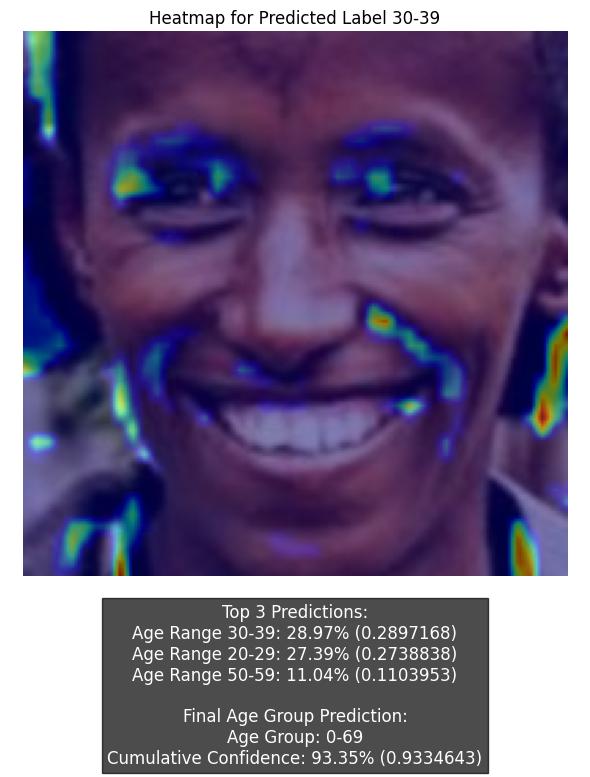 Heatmap for Predicted Label 30-39
Top 3 Predictions:
Age Range 30-39: 28.97% (0.2897168)
Age Range 20-29: 27.39% (0.2738838)
Age Range 50-59: 11.04% (0.1103953)
Final Age Group Prediction:
Age Group: 0-69
Cumulative Confidence: 93.35% (0.9334643)